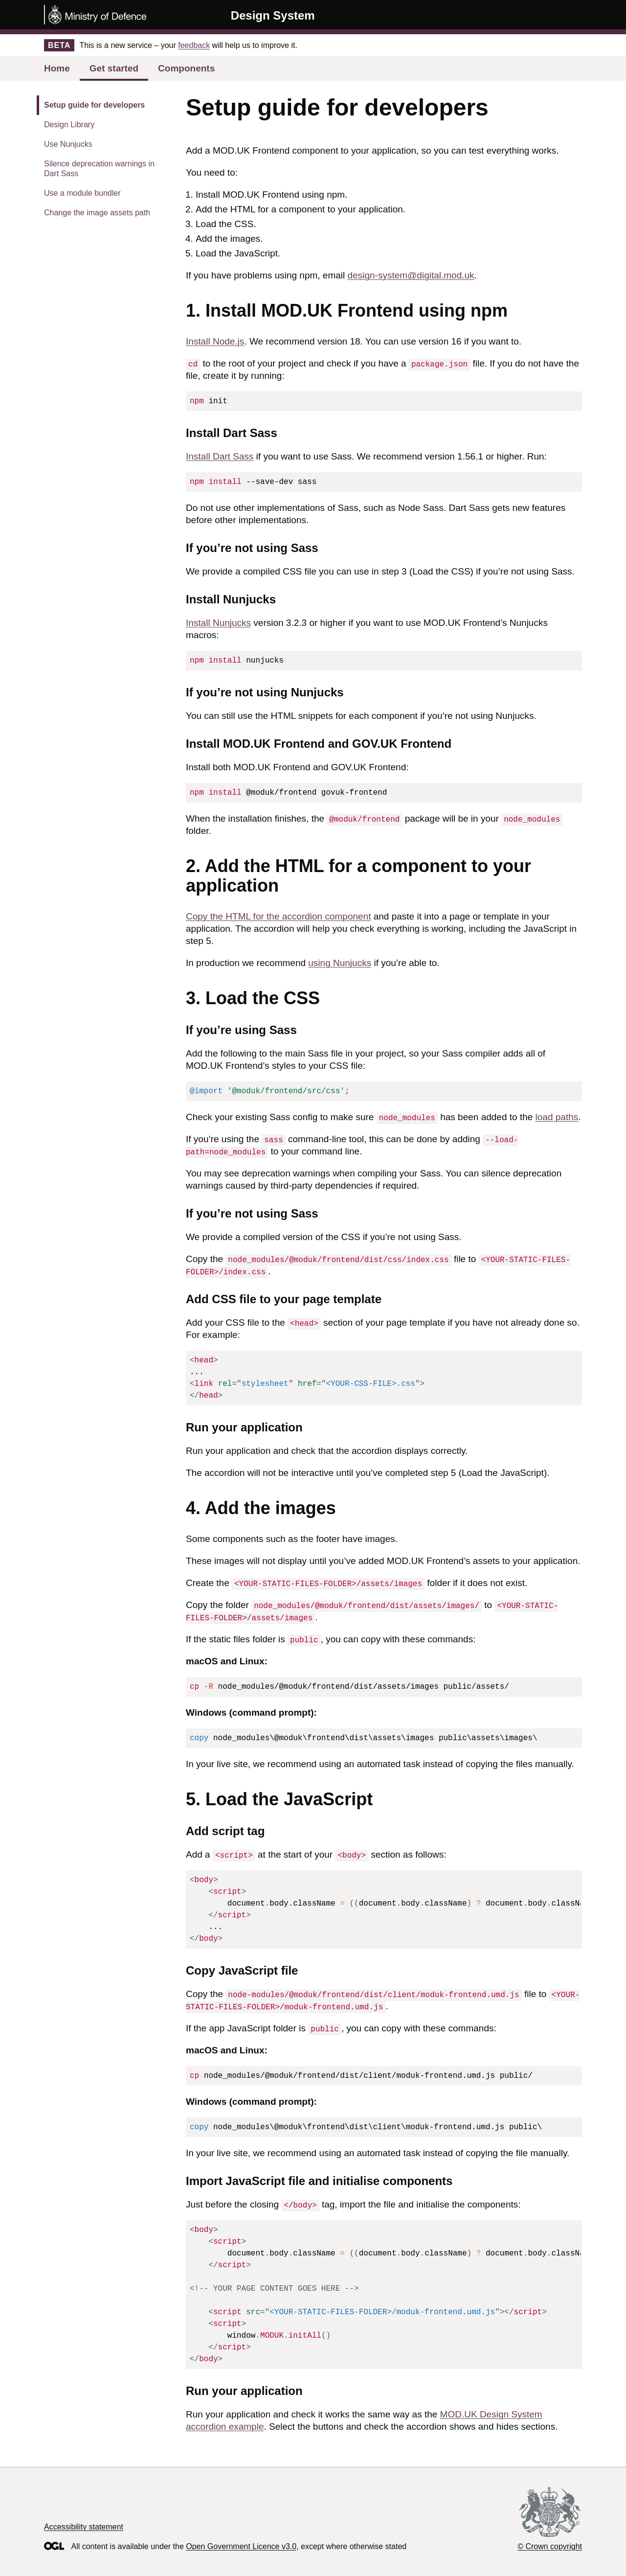 Ministry of Defence
Design System
BETA This is a new service – your feedback will help us to improve it.
Home Get started Components
Setup guide for developers
Design Library
Use Nunjucks
Silence deprecation warnings in
Dart Sass
Use a module bundler
Change the image assets path
Setup guide for developers
Add a MOD.UK Frontend component to your application, so you can test everything works.
You need to:
1. Install MOD.UK Frontend using npm.
2. Add the HTML for a component to your application.
3. Load the CSS.
4. Add the images.
5. Load the JavaScript.
If you have problems using npm, email design-system@digital.mod.uk.
1. Install MOD.UK Frontend using npm
Install Node.js. We recommend version 18. You can use version 16 if you want to.
cd to the root of your project and check if you have a package.json file. If you do not have the
file, create it by running:
npm init
Install Dart Sass
Install Dart Sass if you want to use Sass. We recommend version 1.56.1 or higher. Run:
npm install --save-dev sass
Do not use other implementations of Sass, such as Node Sass. Dart Sass gets new features
before other implementations.
If you’re not using Sass
We provide a compiled CSS file you can use in step 3 (Load the CSS) if you’re not using Sass.
Install Nunjucks
Install Nunjucks version 3.2.3 or higher if you want to use MOD.UK Frontend’s Nunjucks
macros:
npm install nunjucks
If you’re not using Nunjucks
You can still use the HTML snippets for each component if you’re not using Nunjucks.
Install MOD.UK Frontend and GOV.UK Frontend
Install both MOD.UK Frontend and GOV.UK Frontend:
npm install @moduk/frontend govuk-frontend
When the installation finishes, the @moduk/frontend package will be in your node_modules
folder.
2. Add the HTML for a component to your
application
Copy the HTML for the accordion component and paste it into a page or template in your
application. The accordion will help you check everything is working, including the JavaScript in
step 5.
In production we recommend using Nunjucks if you’re able to.
3. Load the CSS
If you’re using Sass
Add the following to the main Sass file in your project, so your Sass compiler adds all of
MOD.UK Frontend’s styles to your CSS file:
@import '@moduk/frontend/src/css';
Check your existing Sass config to make sure node_modules has been added to the load paths.
If you’re using the sass command-line tool, this can be done by adding --load-
path=node_modules to your command line.
You may see deprecation warnings when compiling your Sass. You can silence deprecation
warnings caused by third-party dependencies if required.
If you’re not using Sass
We provide a compiled version of the CSS if you’re not using Sass.
Copy the node_modules/@moduk/frontend/dist/css/index.css file to <YOUR-STATIC-FILES-
FOLDER>/index.css.
Add CSS file to your page template
Add your CSS file to the <head> section of your page template if you have not already done so.
For example:
<head>
...
<link rel="stylesheet" href="<YOUR-CSS-FILE>.css">
</head>
Run your application
Run your application and check that the accordion displays correctly.
The accordion will not be interactive until you’ve completed step 5 (Load the JavaScript).
4. Add the images
Some components such as the footer have images.
These images will not display until you’ve added MOD.UK Frontend’s assets to your application.
Create the <YOUR-STATIC-FILES-FOLDER>/assets/images folder if it does not exist.
Copy the folder node_modules/@moduk/frontend/dist/assets/images/ to <YOUR-STATIC-
FILES-FOLDER>/assets/images.
If the static files folder is public, you can copy with these commands:
macOS and Linux:
cp -R node_modules/@moduk/frontend/dist/assets/images public/assets/
Windows (command prompt):
copy node_modules\@moduk\frontend\dist\assets\images public\assets\images\
In your live site, we recommend using an automated task instead of copying the files manually.
5. Load the JavaScript
Add script tag
Add a <script> at the start of your <body> section as follows:
<body>
<script>
document.body.className = ((document.body.className) ? document.body.classNa
</script>
...
</body>
Copy JavaScript file
Copy the node-modules/@moduk/frontend/dist/client/moduk-frontend.umd.js file to <YOUR-
STATIC-FILES-FOLDER>/moduk-frontend.umd.js.
If the app JavaScript folder is public, you can copy with these commands:
macOS and Linux:
cp node_modules/@moduk/frontend/dist/client/moduk-frontend.umd.js public/
Windows (command prompt):
copy node_modules\@moduk\frontend\dist\client\moduk-frontend.umd.js public\
In your live site, we recommend using an automated task instead of copying the file manually.
Import JavaScript file and initialise components
Just before the closing </body> tag, import the file and initialise the components:
<body>
<script>
document.body.className = ((document.body.className) ? document.body.classNa
</script>
<!-- YOUR PAGE CONTENT GOES HERE -->
<script src="<YOUR-STATIC-FILES-FOLDER>/moduk-frontend.umd.js"></script>
<script>
window.MODUK.initAll()
</script>
</body>
Run your application
Run your application and check it works the same way as the MOD.UK Design System
accordion example. Select the buttons and check the accordion shows and hides sections.
Accessibility statement
OGL All content is available under the Open Government Licence v3.0, except where otherwise stated
© Crown copyright